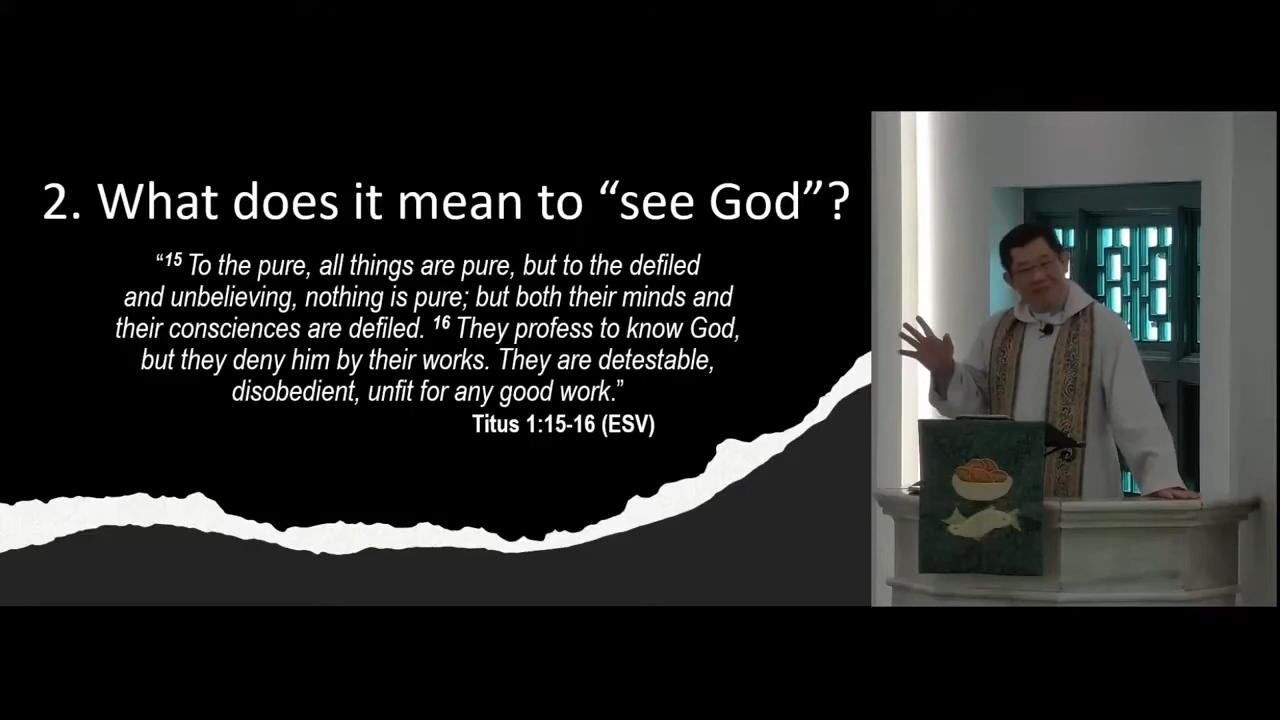 2. What does it mean to “see God”?
“15 To the pure, all things are pure, but to the defiled
and unbelieving, nothing is pure; but both their minds and
their consciences are defiled. 16 They profess to know God,
but they deny him by their works. They are detestable,
disobedient, unfit for any good work.”
Titus 1:15-16 (ESV)